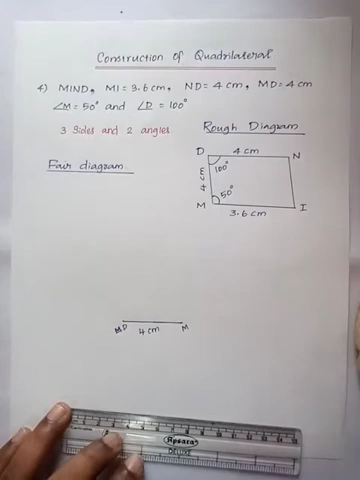 Construction of Quadrilateral
4) MIND, MI = 3.6 cm, ND = 4 cm, MD = 4 cm
∠M = 50° and ∠D = 100°
3 Sides and 2 angles
Rough Diagram
D 4 cm N
100°
4 cm
50°
M 3.6 cm I
Fair diagram
D 4 cm M
Apsara
DELUXE